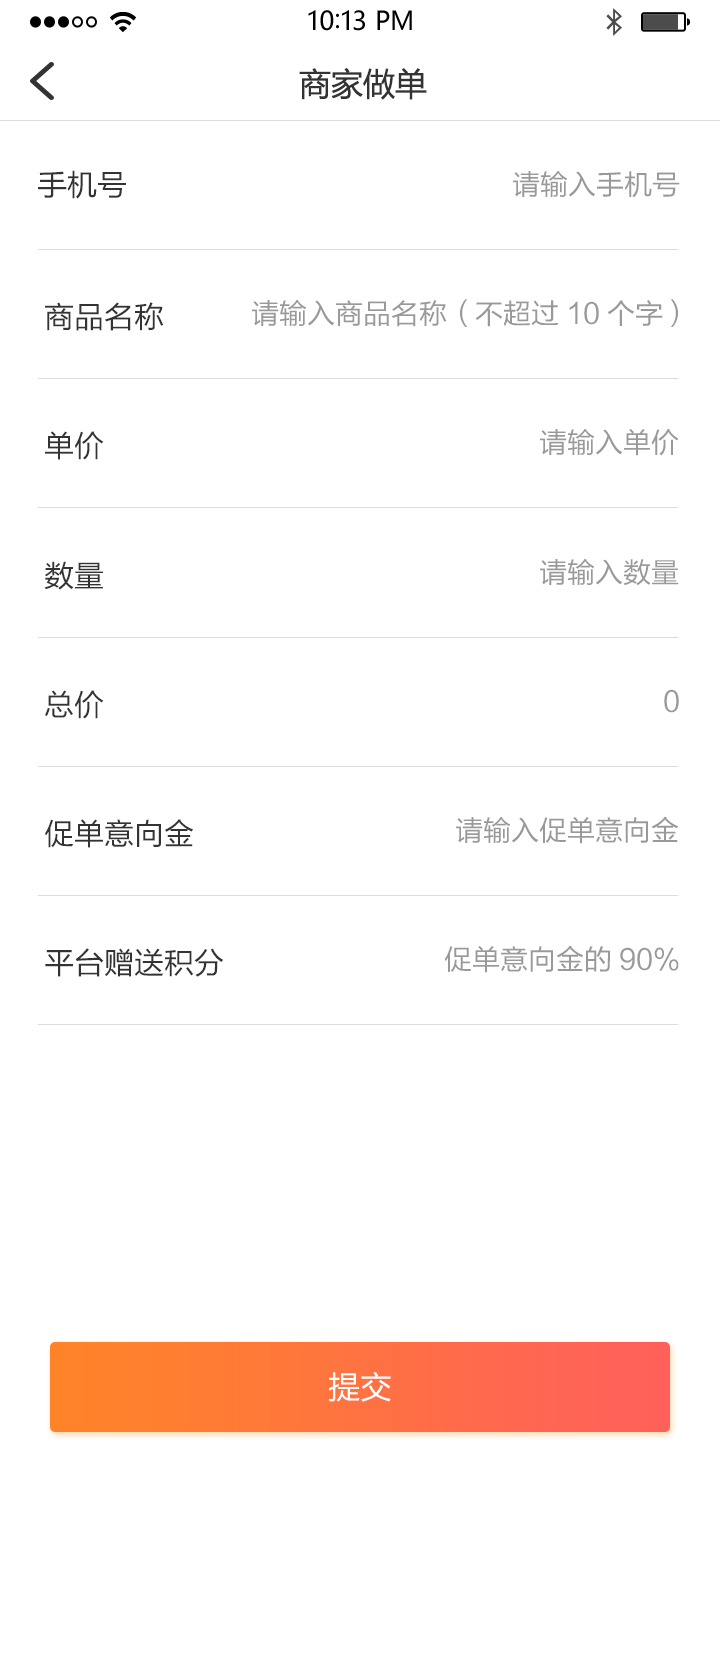 10:13 PM
商家做单
手机号 请输入手机号
商品名称 请输入商品名称（不超过 10 个字）
单价 请输入单价
数量 请输入数量
总价 0
促单意向金 请输入促单意向金
平台赠送积分 促单意向金的 90%
提交